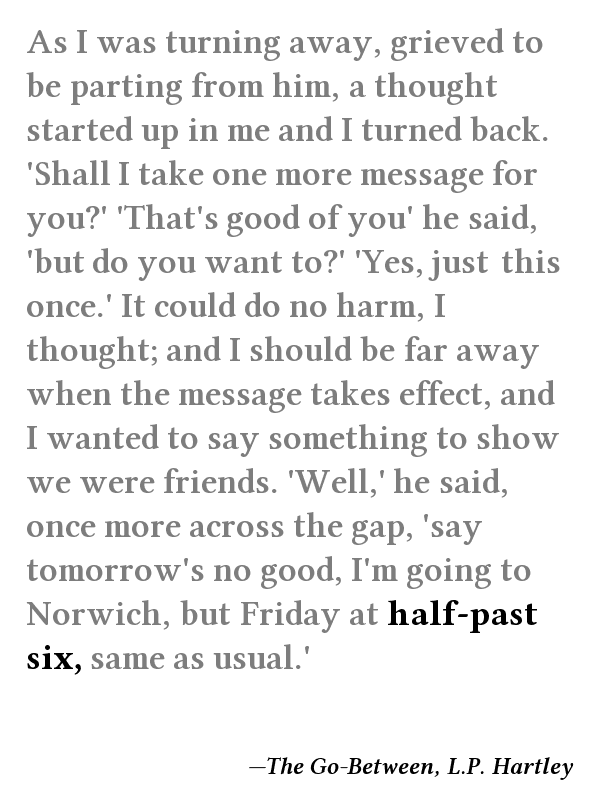 As I was turning away, grieved to
be parting from him, a thought
started up in me and I turned back.
'Shall I take one more message for
you?' 'That's good of you' he said,
'but do you want to?' 'Yes, just this
once.' It could do no harm, I
thought; and I should be far away
when the message takes effect, and
I wanted to say something to show
we were friends. 'Well,' he said,
once more across the gap, 'say
tomorrow's no good, I'm going to
Norwich, but Friday at half-past
six, same as usual.'
—The Go-Between, L.P. Hartley